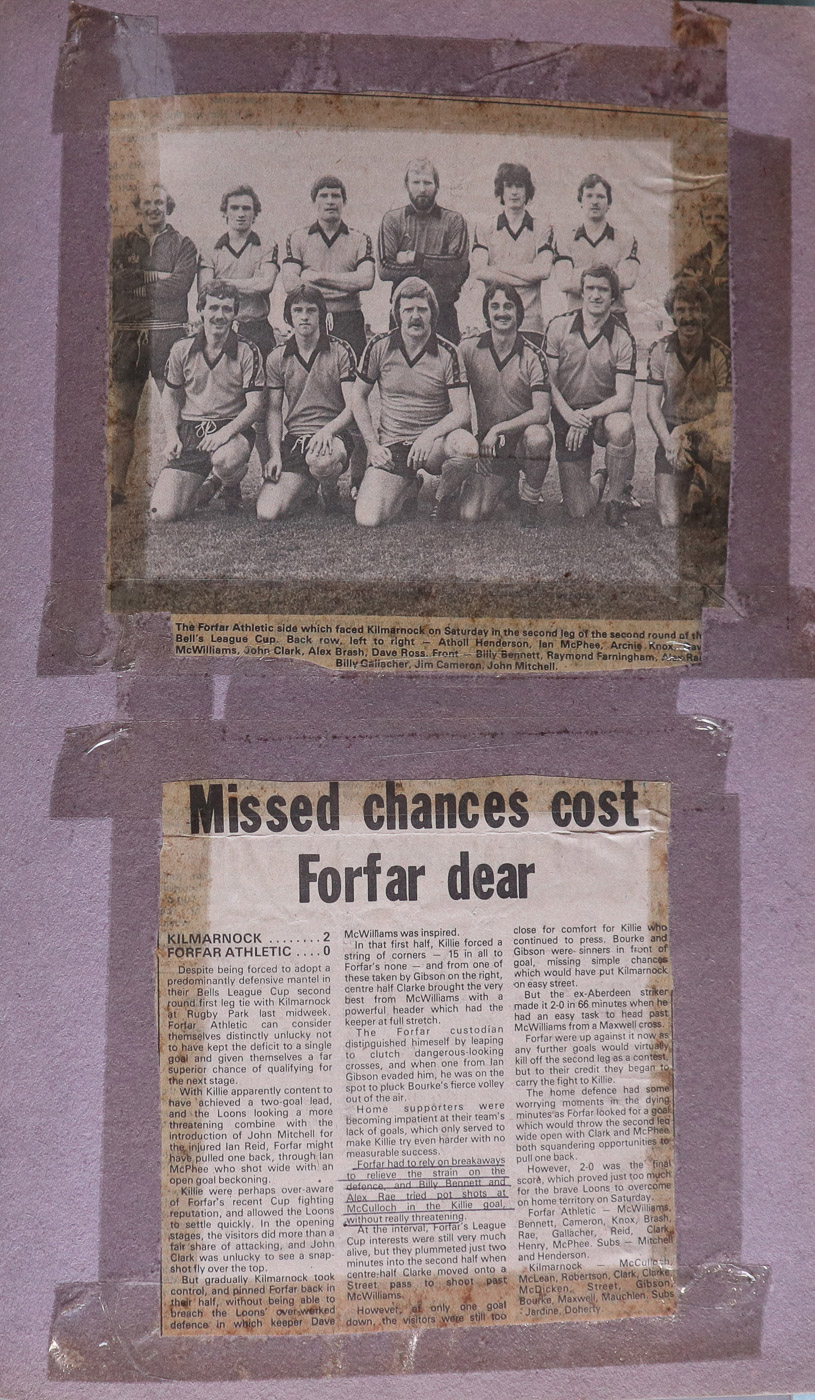 The Forfar Athletic side which faced Kilmarnock on Saturday in the second leg of the second round of th
Bell's League Cup. Back row, left to right — Atholl Henderson, Ian McPhee, Archie Knox,
McWilliams, John Clark, Alex Brash, Dave Ross. Front — Billy Bennett, Raymond Farningham, Alex Rae
Billy Gallacher, Jim Cameron, John Mitchell.
Missed chances cost
Forfar dear
KILMARNOCK ........ 2
FORFAR ATHLETIC .... 0
Despite being forced to adopt a
predominantly defensive mantel in
their Bells League Cup second
round first leg tie with Kilmarnock
at Rugby Park last midweek,
Forfar Athletic can consider
themselves distinctly unlucky not
to have kept the deficit to a single
goal and given themselves a far
superior chance of qualifying for
the next stage.
With Killie apparently content to
have achieved a two-goal lead,
and the Loons looking a more
threatening combine with the
introduction of John Mitchell for
the injured Ian Reid, Forfar might
have pulled one back, through Ian
McPhee who shot wide with an
open goal beckoning.
Killie were perhaps over-aware
of Forfar's recent Cup fighting
reputation, and allowed the Loons
to settle quickly. In the opening
stages, the visitors did more than a
fair share of attacking, and John
Clark was unlucky to see a snap-
shot fly over the top.
But gradually Kilmarnock took
control, and pinned Forfar back in
their half, without being able to
breach the Loons' over-worked
defence in which keeper Dave
McWilliams was inspired.
In that first half, Killie forced a
string of corners — 15 in all to
Forfar's none — and from one of
these taken by Gibson on the right,
centre half Clarke brought the very
best from McWilliams with a
powerful header which had the
keeper at full stretch.
The Forfar custodian
distinguished himeself by leaping
to clutch dangerous-looking
crosses, and when one from Ian
Gibson evaded him, he was on the
spot to pluck Bourke's fierce volley
out of the air.
Home supporters were
becoming impatient at their team's
lack of goals, which only served to
make Killie try even harder with no
measurable success.
Forfar had to rely on breakaways
to relieve the strain on the
defence, and Billy Bennett and
Alex Rae tried pot shots at
McCulloch in the Killie goal,
without really threatening.
At the interval, Forfar's League
Cup interests were still very much
alive, but they plummeted just two
minutes into the second half when
centre-half Clarke moved onto a
Street pass to shoot past
McWilliams.
However, at only one goal
down, the visitors were still too
close for comfort for Killie who
continued to press. Bourke and
Gibson were sinners in front of
goal, missing simple chances
which would have put Kilmarnock
on easy street.
But the ex-Aberdeen striker
made it 2-0 in 66 minutes when he
had an easy task to head past
McWilliams from a Maxwell cross.
Forfar were up against it now as
any further goals would virtually
kill off the second leg as a contest,
but to their credit they began to
carry the fight to Killie.
The home defence had some
worrying moments in the dying
minutes as Forfar looked for a goal
which would throw the second leg
wide open with Clark and McPhee
both squandering opportunities to
pull one back.
However, 2-0 was the final
score, which proved just too much
for the brave Loons to overcome
on home territory on Saturday.
Forfar Athletic — McWilliams,
Bennett, Cameron, Knox, Brash,
Rae, Gallacher, Reid, Clark,
Henry, McPhee. Subs — Mitchell
and Henderson.
Kilmarnock — McCulloch,
McLean, Robertson, Clark, Clarke,
McDicken, Street, Gibson,
Bourke, Maxwell, Mauchlen. Subs
Jardine, Doherty.